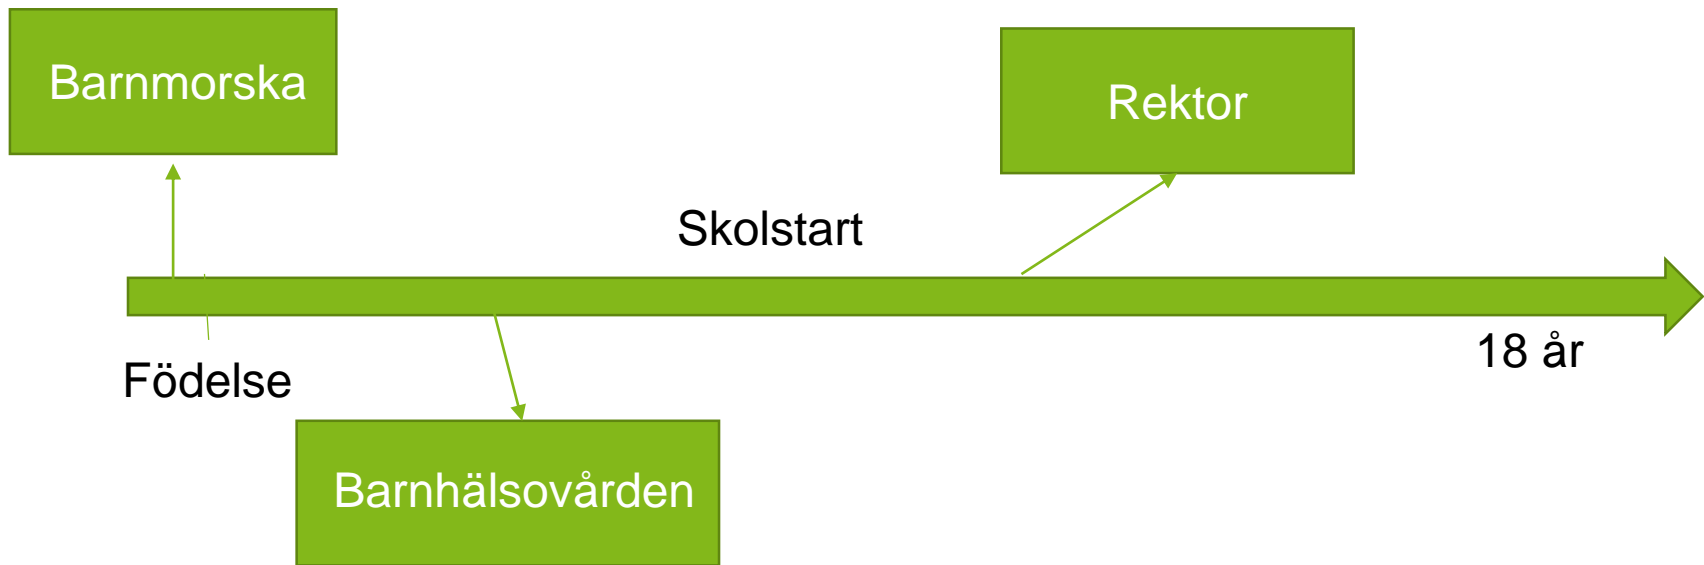 Barnmorska
Rektor
Skolstart
18 år
Födelse
Barnhälsovården